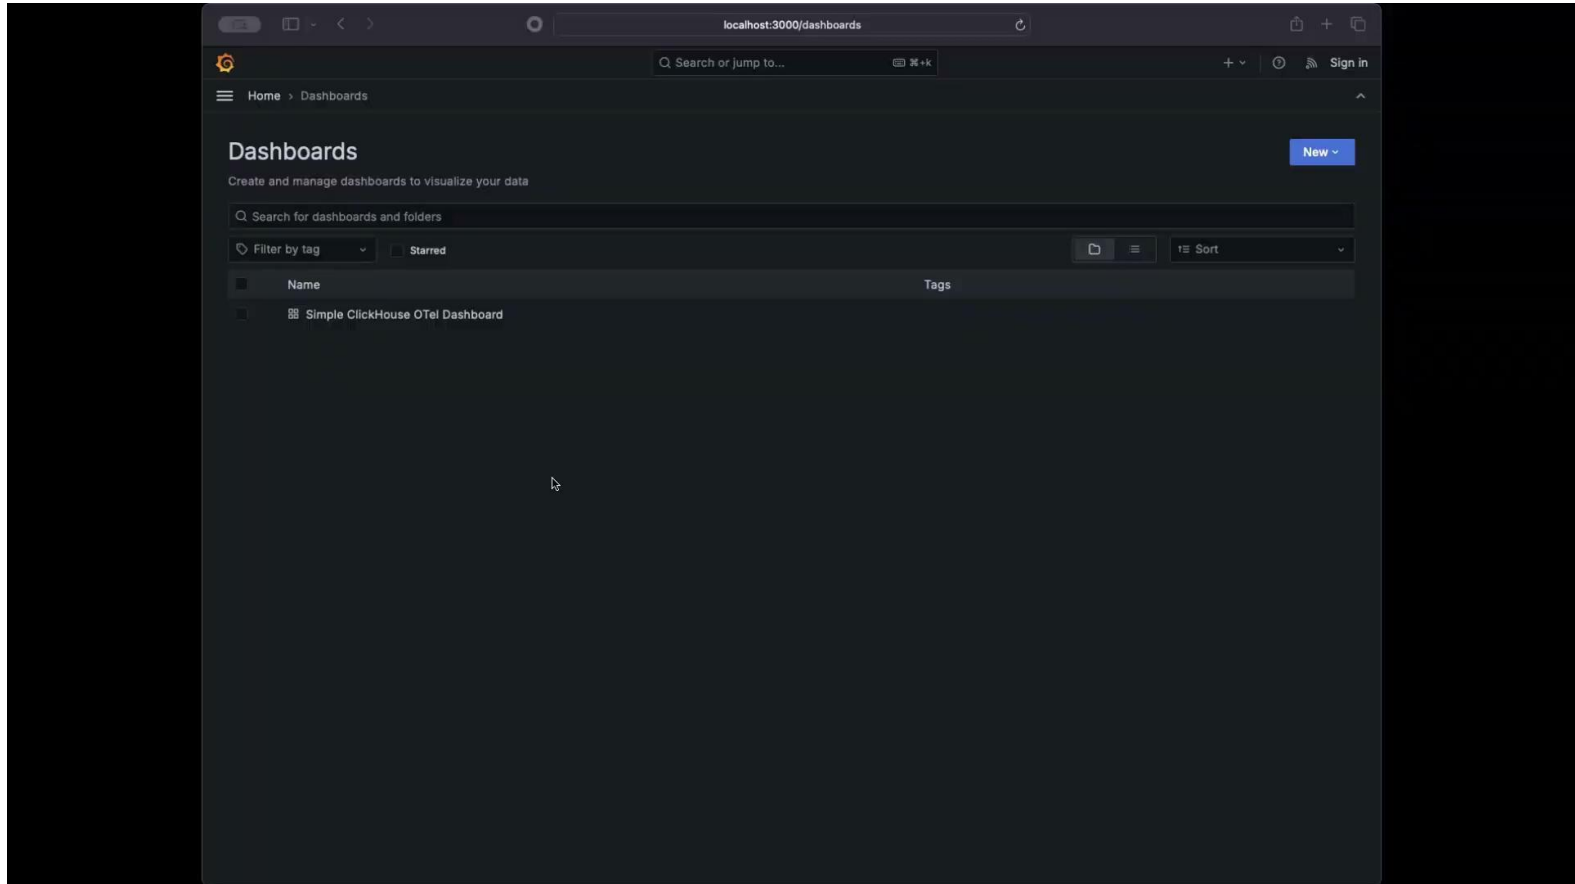 localhost:3000/dashboards
Search or jump to... ⌘+k
Sign in
Home › Dashboards
Dashboards
New
Create and manage dashboards to visualize your data
Search for dashboards and folders
Filter by tag
Starred
Sort
Name Tags
Simple ClickHouse OTel Dashboard